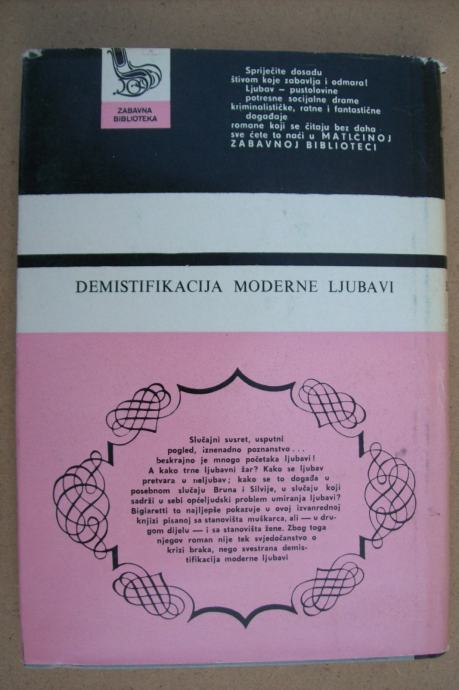 ZABAVNA
BIBLIOTEKA
Spriječite dosadu
štivom koje zabavlja i odmara!
Ljubav — pustolovine
potresne socijalne drame
kriminalističke, ratne i fantastične
događaje
romane koji se čitaju bez daha
sve ćete to naći u MATICINOJ
ZABAVNOJ BIBLIOTECI
DEMISTIFIKACIJA MODERNE LJUBAVI
Slučajni susret, usputni
pogled, iznenadno poznanstvo...
beskrajno je mnogo početaka ljubavi!
A kako trne ljubavni žar? Kako se ljubav
pretvara u neljubav; kako se to događa u
posebnom slučaju Bruna i Silvije, u slučaju koji
sadrži u sebi općeljudski problem umiranja ljubavi?
Bigiaretti to najljepše pokazuje u ovoj izvanrednoj
knjizi pisanoj sa stanovišta muškarca, ali — u dru-
gom dijelu — i sa stanovišta žene. Zbog toga
njegov roman nije tek svjedočanstvo o
krizi braka, nego svestrana demis-
tifikacija moderne ljubavi